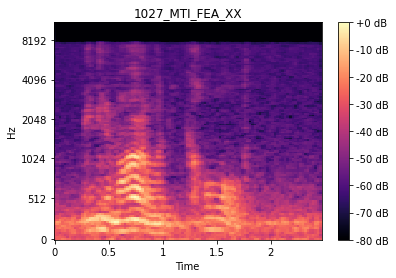 1027_MTI_FEA_XX
8192
4096
2048
1024
512
0
Hz
0
0.5
1
1.5
2
Time
+0 dB
-10 dB
-20 dB
-30 dB
-40 dB
-50 dB
-60 dB
-70 dB
-80 dB